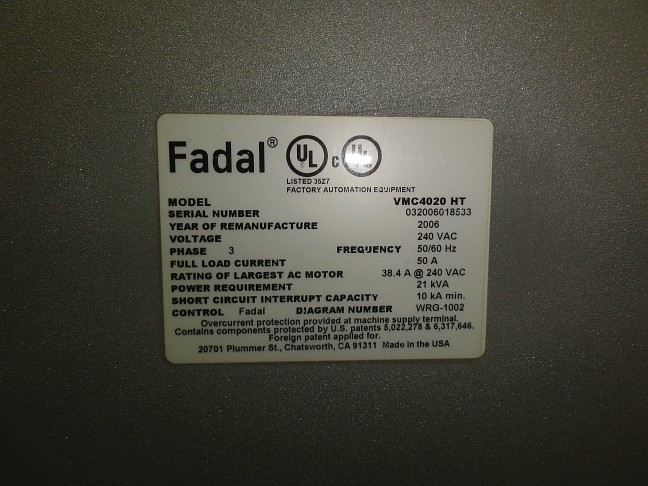 Fadal® UL c UL
LISTED 35Z7
FACTORY AUTOMATION EQUIPMENT
MODEL VMC4020 HT
SERIAL NUMBER 032006018533
YEAR OF REMANUFACTURE 2006
VOLTAGE 240 VAC
PHASE 3 FREQUENCY 50/60 Hz
FULL LOAD CURRENT 50 A
RATING OF LARGEST AC MOTOR 38.4 A @ 240 VAC
POWER REQUIREMENT 21 kVA
SHORT CIRCUIT INTERRUPT CAPACITY 10 kA min.
CONTROL Fadal DIAGRAM NUMBER WRG-1002
Overcurrent protection provided at machine supply terminal.
Contains components protected by U.S. patents 5,022,278 & 6,317,646.
Foreign patent applied for.
20701 Plummer St., Chatsworth, CA 91311 Made in the USA